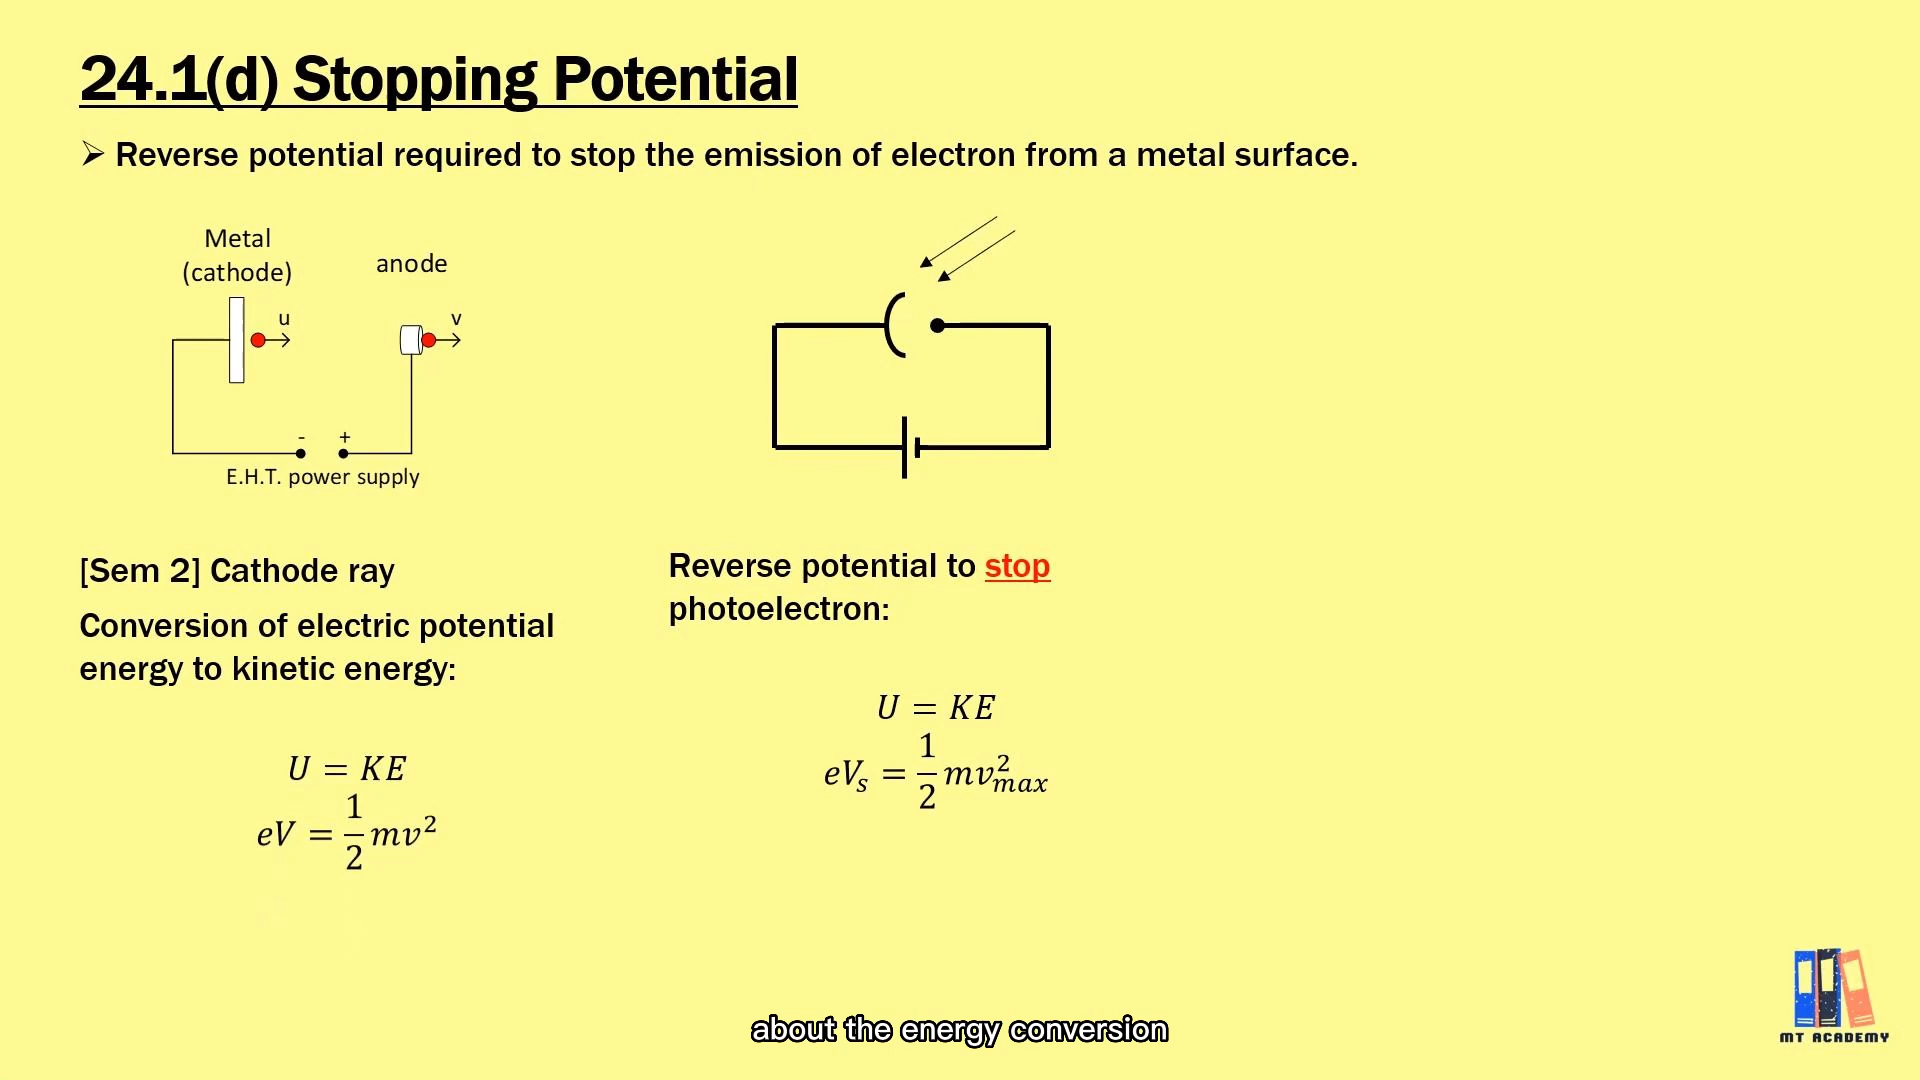 24.1(d) Stopping Potential
➢ Reverse potential required to stop the emission of electron from a metal surface.
Metal
(cathode)
anode
u
v
- +
E.H.T. power supply
[Sem 2] Cathode ray
Conversion of electric potential
energy to kinetic energy:
U = KE
eV = 1/2 mv²
Reverse potential to stop
photoelectron:
U = KE
eVₛ = 1/2 mv²ₘₐₓ
about the energy conversion
MT ACADEMY